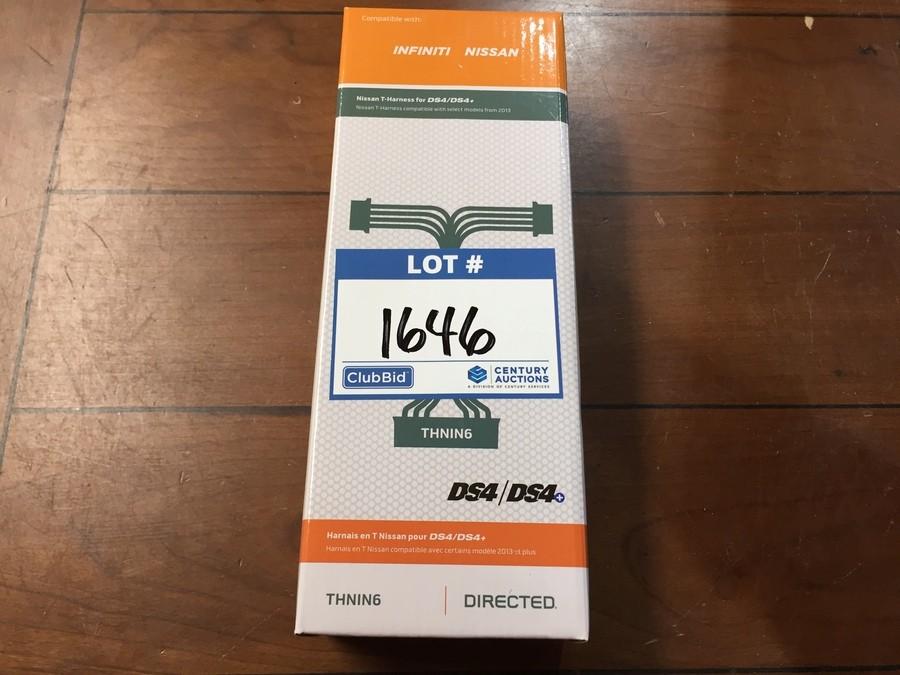 Compatible with:
INFINITI NISSAN
Nissan T-Harness for DS4/DS4+
Nissan T-Harness compatible with select models from 2013
LOT #
1646
ClubBid
CENTURY
AUCTIONS
A DIVISION OF CENTURY SERVICES
THNIN6
DS4/DS4+
Harnais en T Nissan pour DS4/DS4+
Harnais en T Nissan compatible avec certains modèle 2013 et plus
THNIN6 DIRECTED.